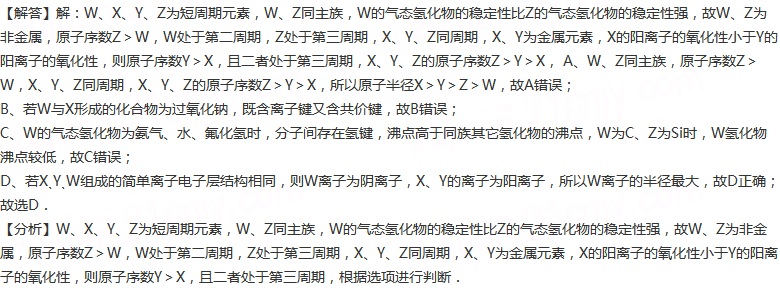 【解答】解：W、X、Y、Z为短周期元素，W、Z同主族，W的气态氢化物的稳定性比Z的气态氢化物的稳定性强，故W、Z为
非金属，原子序数Z＞W，W处于第二周期，Z处于第三周期，X、Y、Z同周期，X、Y为金属元素，X的阳离子的氧化性小于Y的
阳离子的氧化性，则原子序数Y＞X，且二者处于第三周期，X、Y、Z的原子序数Z＞Y＞X， A、W、Z同主族，原子序数Z＞
W，X、Y、Z同周期，X、Y、Z的原子序数Z＞Y＞X，所以原子半径X＞Y＞Z＞W，故A错误；
B、若W与X形成的化合物为过氧化钠，既含离子键又含共价键，故B错误；
C、W的气态氢化物为氨气、水、氟化氢时，分子间存在氢键，沸点高于同族其它氢化物的沸点，W为C、Z为Si时，W氢化物
沸点较低，故C错误；
D、若X、Y、W组成的简单离子电子层结构相同，则W离子为阴离子，X、Y的离子为阳离子，所以W离子的半径最大，故D正确；
故选D．
【分析】W、X、Y、Z为短周期元素，W、Z同主族，W的气态氢化物的稳定性比Z的气态氢化物的稳定性强，故W、Z为非金
属，原子序数Z＞W，W处于第二周期，Z处于第三周期，X、Y、Z同周期，X、Y为金属元素，X的阳离子的氧化性小于Y的阳离
子的氧化性，则原子序数Y＞X，且二者处于第三周期，根据选项进行判断．